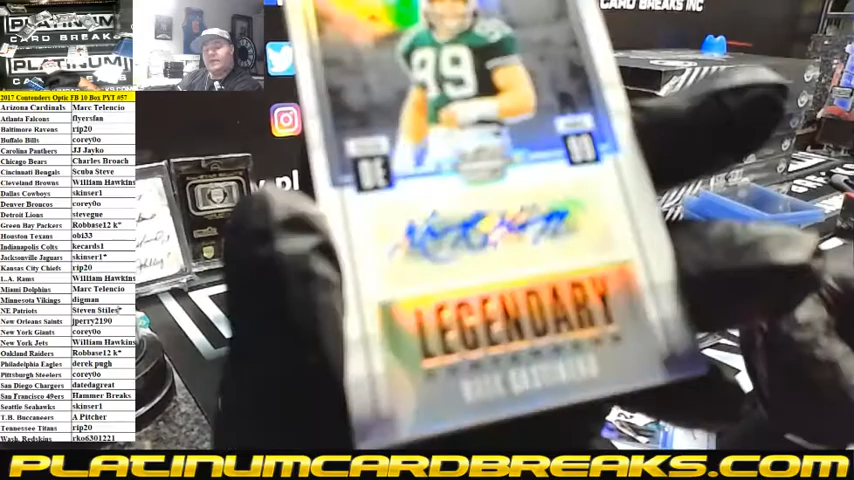 PLATINUM
CARD BREAKS
PLATINUM
CARD BREAKS INC
2017 Contenders Optic FB 10 Box PYT #57
Arizona Cardinals Marc Telencio
Atlanta Falcons flyersfan
Baltimore Ravens rip20
Buffalo Bills corey0o
Carolina Panthers JJ Jayko
Chicago Bears Charles Broach
Cincinnati Bengals Scuba Steve
Cleveland Browns William Hawkins
Dallas Cowboys skinser1
Denver Broncos corey0o
Detroit Lions stevegue
Green Bay Packers Robbase12 k*
Houston Texans obi33
Indianapolis Colts kecards1
Jacksonville Jaguars skinser1*
Kansas City Chiefs rip20
L.A. Rams William Hawkins
Miami Dolphins Marc Telencio
Minnesota Vikings digman
NE Patriots Steven Stiles*
New Orleans Saints jperry2190
New York Giants corey0o
New York Jets William Hawkins
Oakland Raiders Robbase12 k*
Philadelphia Eagles derek pugh
Pittsburgh Steelers corey0o
San Diego Chargers datedagreat
San Francisco 49ers Hammer Breaks
Seattle Seahawks skinser1
T.B. Buccaneers A Pitcher
Tennessee Titans rip20
Wash. Redskins rko6301221
99
DE
99
LEGENDARY
PLATINUMCARDBREAKS.COM